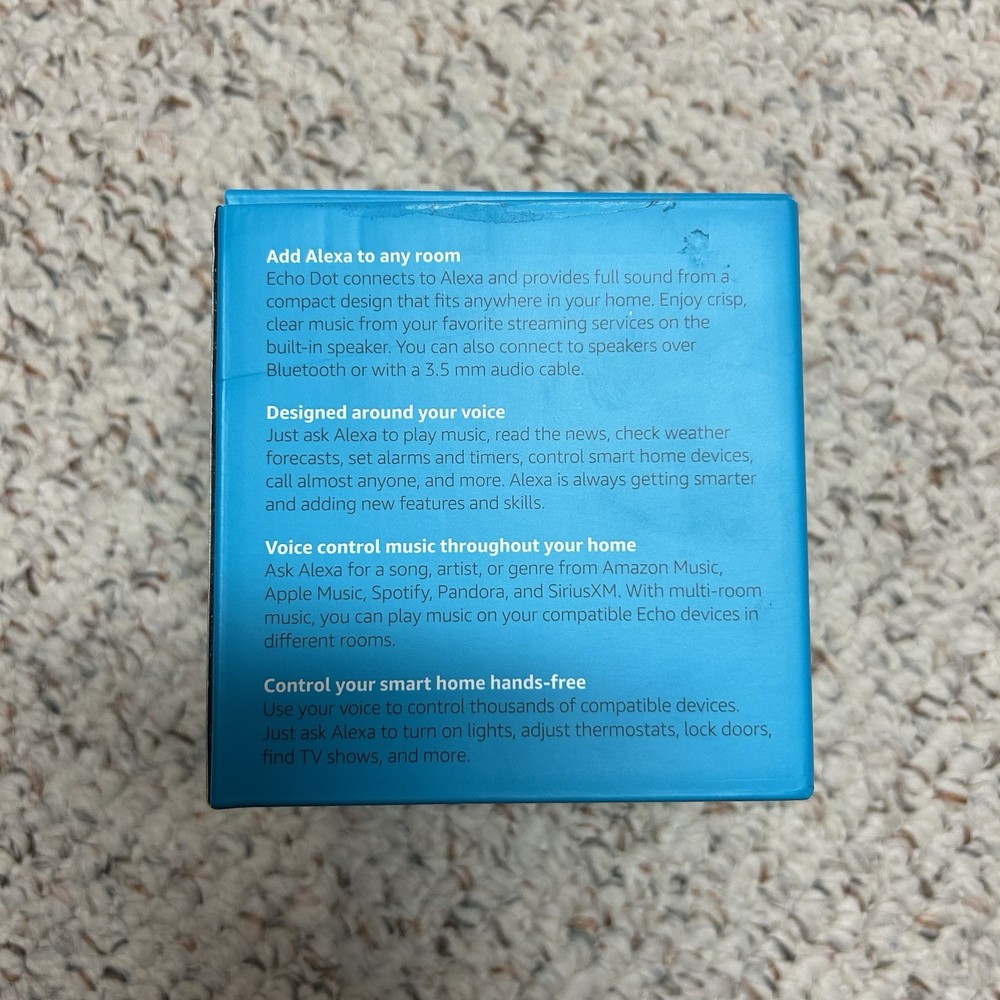 Add Alexa to any room
Echo Dot connects to Alexa and provides full sound from a
compact design that fits anywhere in your home. Enjoy crisp,
clear music from your favorite streaming services on the
built-in speaker. You can also connect to speakers over
Bluetooth or with a 3.5 mm audio cable.
Designed around your voice
Just ask Alexa to play music, read the news, check weather
forecasts, set alarms and timers, control smart home devices,
call almost anyone, and more. Alexa is always getting smarter
and adding new features and skills.
Voice control music throughout your home
Ask Alexa for a song, artist, or genre from Amazon Music,
Apple Music, Spotify, Pandora, and SiriusXM. With multi-room
music, you can play music on your compatible Echo devices in
different rooms.
Control your smart home hands-free
Use your voice to control thousands of compatible devices.
Just ask Alexa to turn on lights, adjust thermostats, lock doors,
find TV shows, and more.